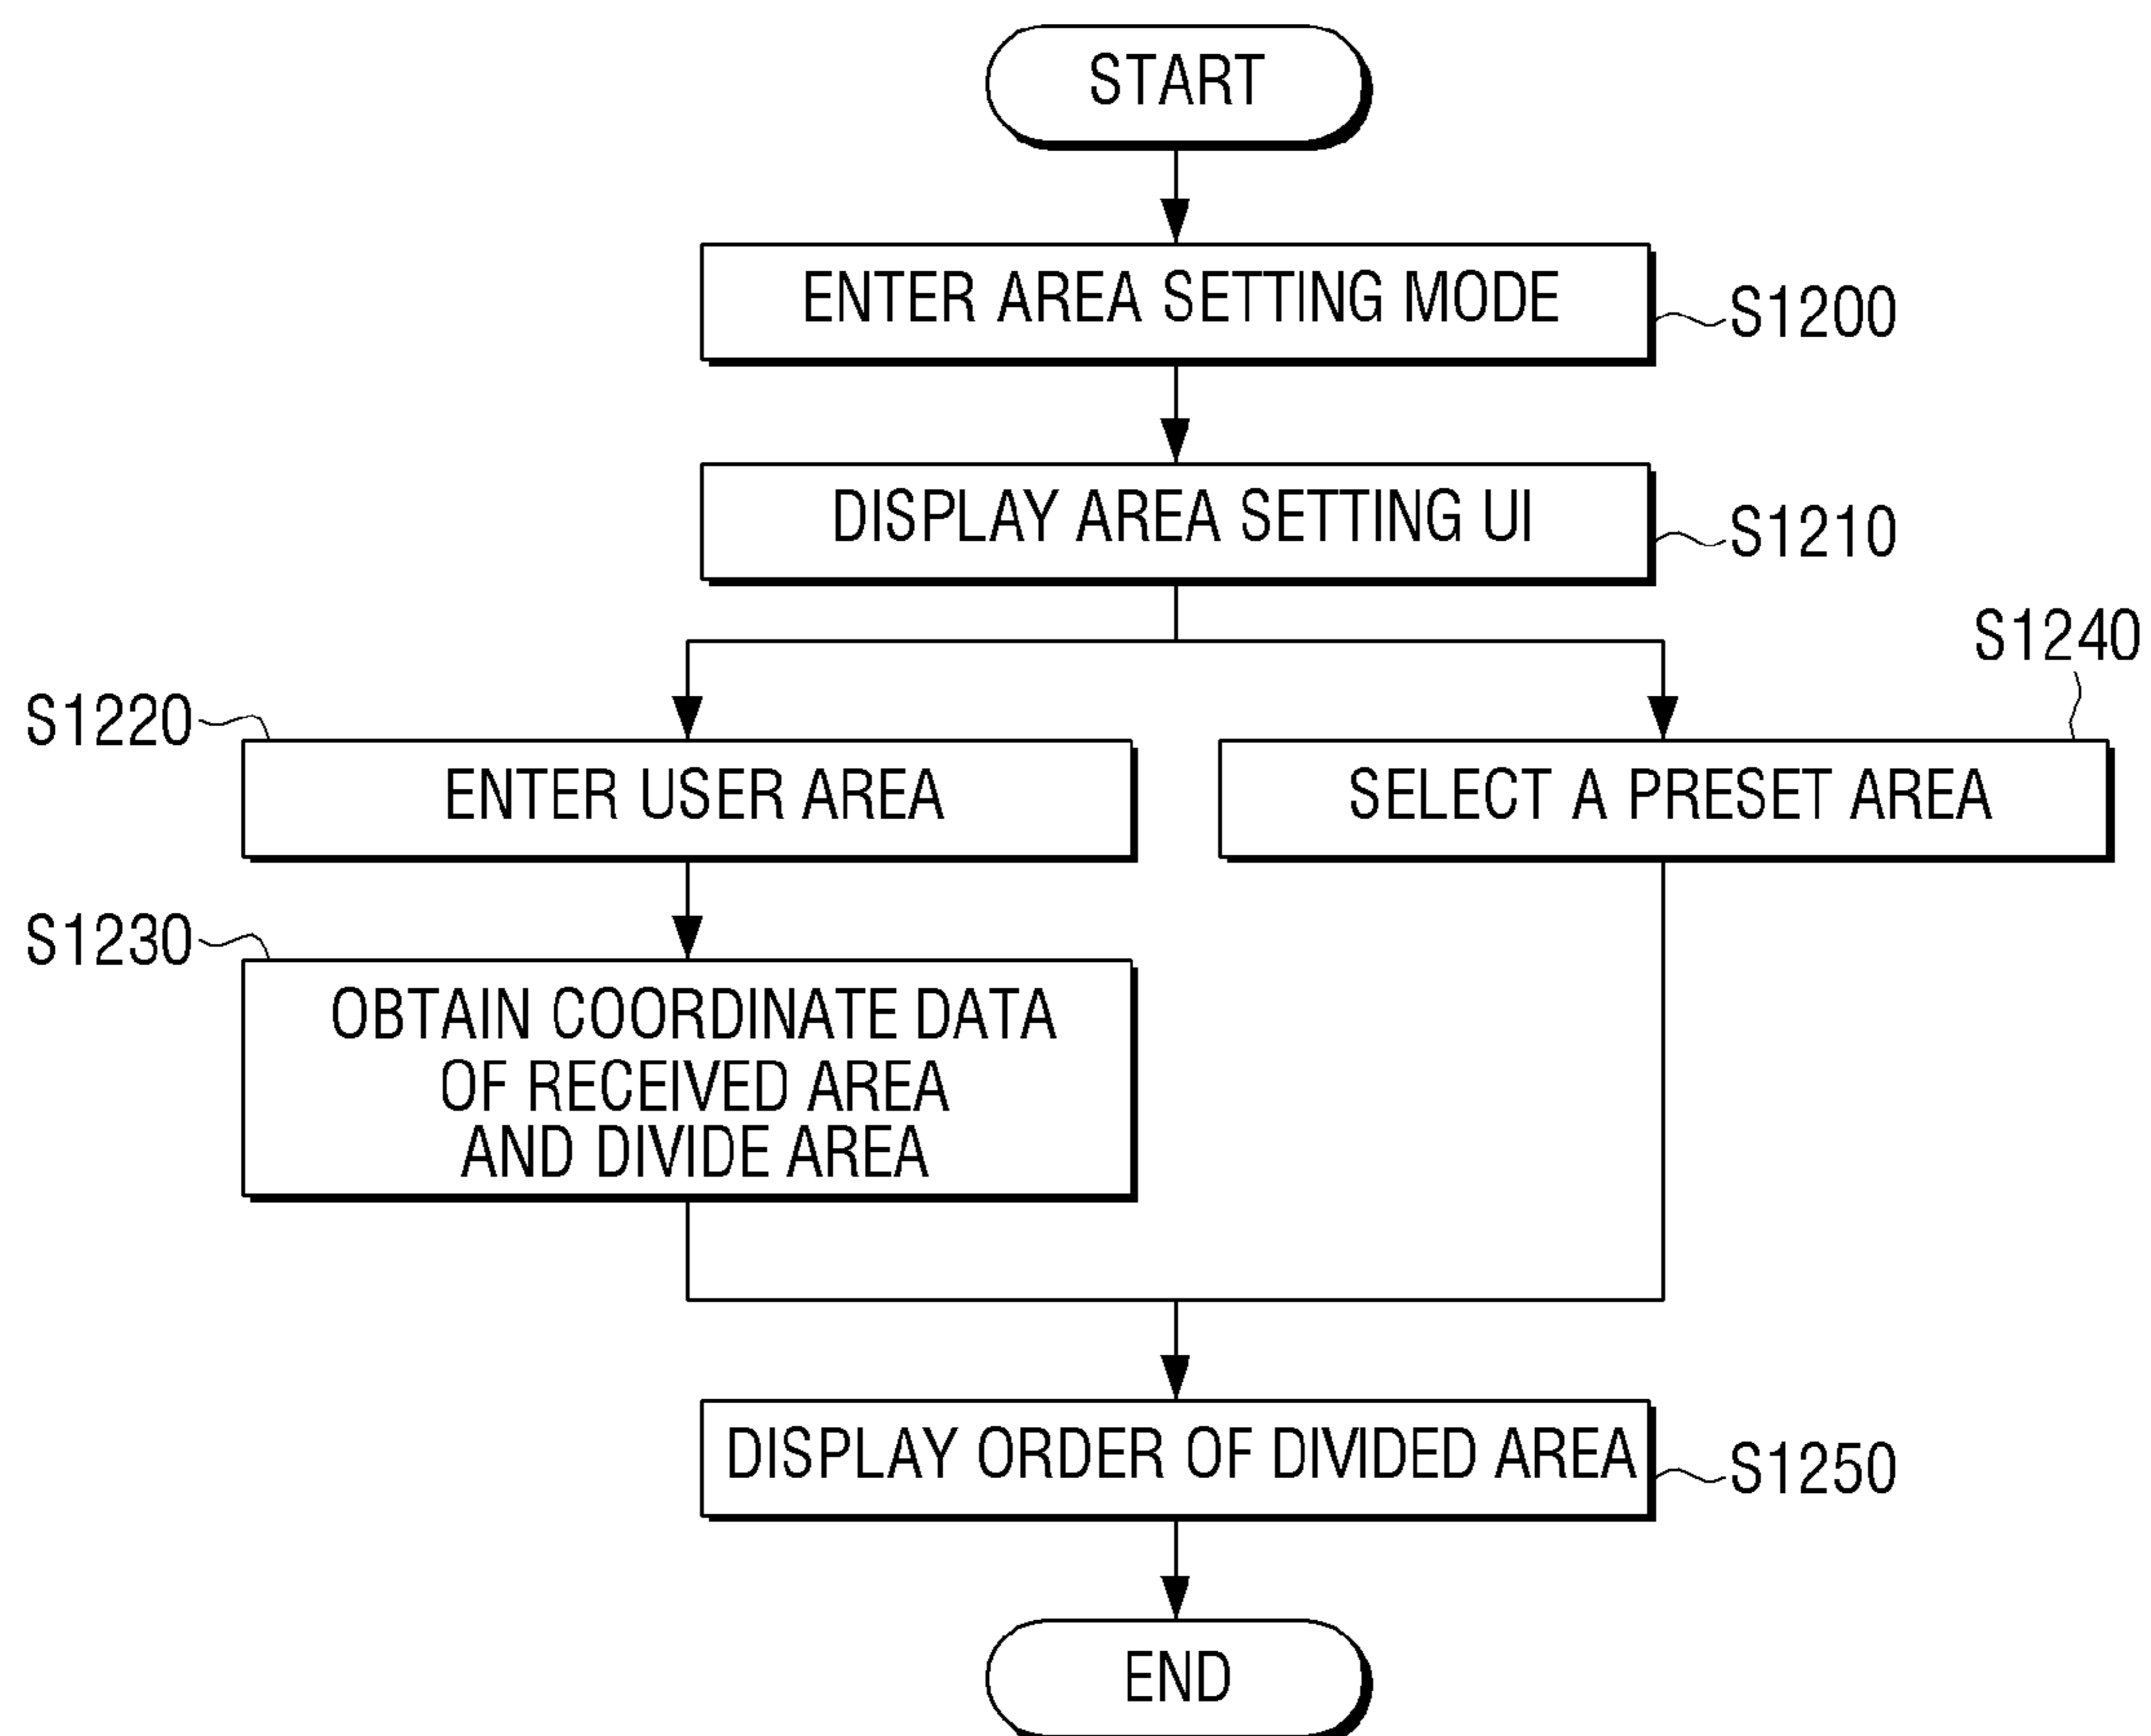 START
ENTER AREA SETTING MODE
S1200
DISPLAY AREA SETTING UI
S1210
S1240
S1220
ENTER USER AREA
SELECT A PRESET AREA
S1230
OBTAIN COORDINATE DATA
OF RECEIVED AREA
AND DIVIDE AREA
DISPLAY ORDER OF DIVIDED AREA
S1250
END